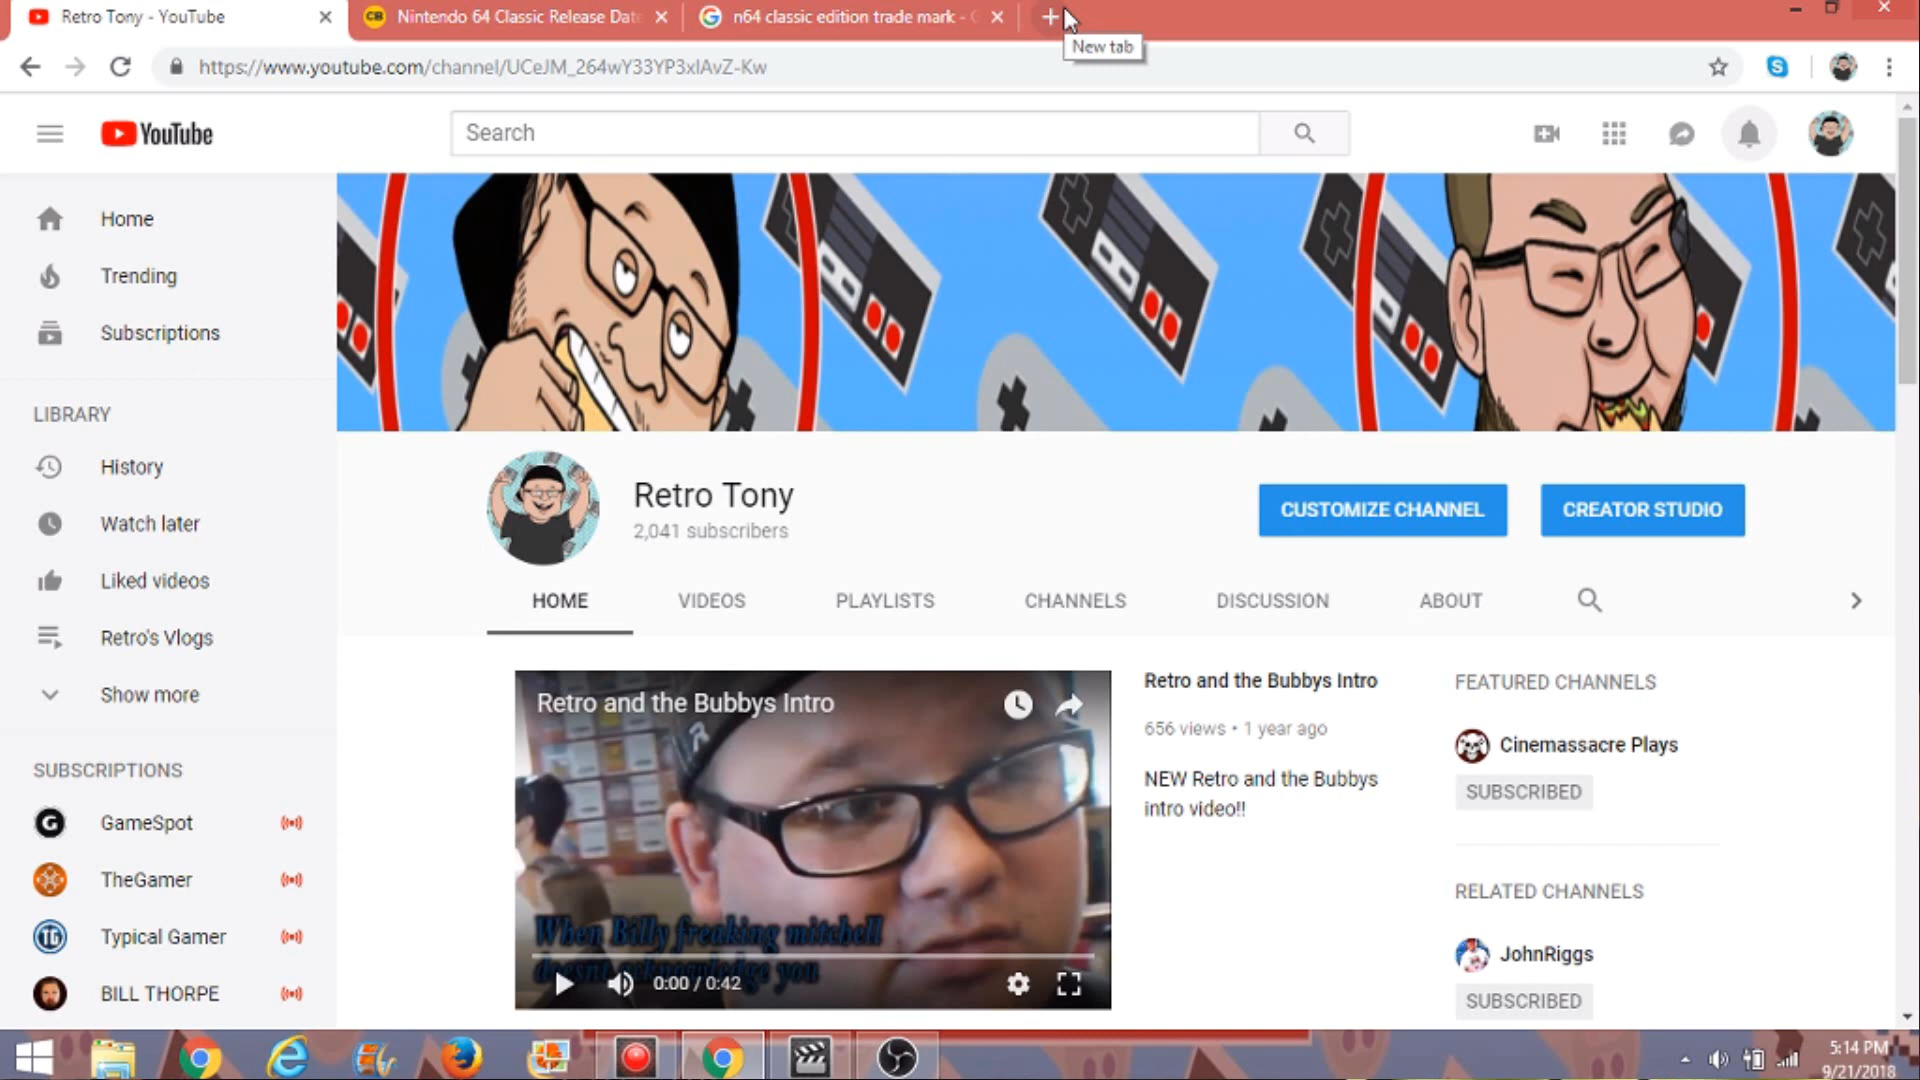 Retro Tony - YouTube
CB
Nintendo 64 Classic Release Dat
n64 classic edition trade mark -
New tab
https://www.youtube.com/channel/UCeJM_264wY33YP3xIAvZ-Kw
YouTube
Search
Home
Trending
Subscriptions
LIBRARY
History
Watch later
Liked videos
Retro's Vlogs
Show more
SUBSCRIPTIONS
GameSpot
TheGamer
Typical Gamer
BILL THORPE
Retro Tony
2,041 subscribers
CUSTOMIZE CHANNEL
CREATOR STUDIO
HOME
VIDEOS
PLAYLISTS
CHANNELS
DISCUSSION
ABOUT
Retro and the Bubbys Intro
When Billy freaking mitchell
doesnt acknowledge you
0:00 / 0:42
Retro and the Bubbys Intro
656 views • 1 year ago
NEW Retro and the Bubbys
intro video!!
FEATURED CHANNELS
Cinemassacre Plays
SUBSCRIBED
RELATED CHANNELS
JohnRiggs
SUBSCRIBED
5:14 PM
9/21/2018